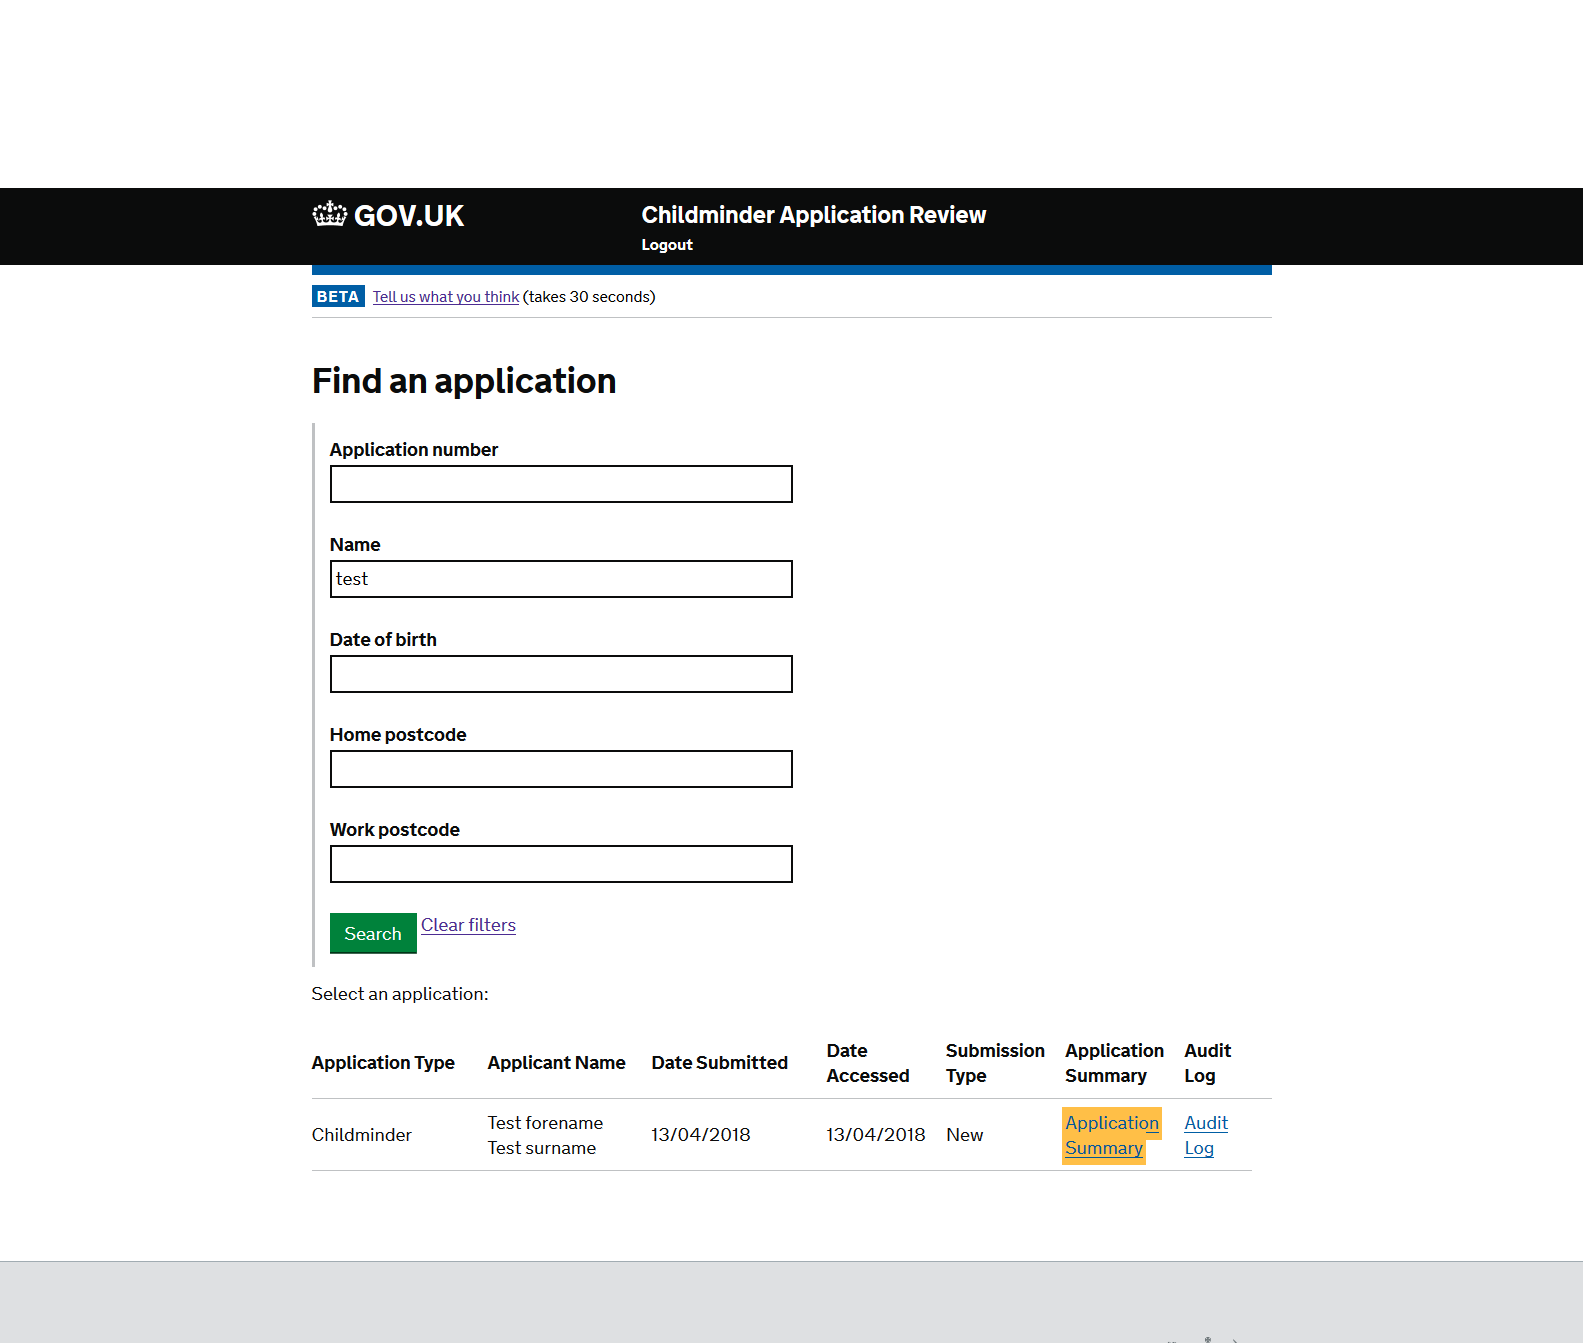 GOV.UK
Childminder Application Review
Logout
BETA Tell us what you think (takes 30 seconds)
Find an application
Application number
Name
test
Date of birth
Home postcode
Work postcode
Search Clear filters
Select an application:
Application Type Applicant Name Date Submitted Date Accessed Submission Type Application Summary Audit Log
Childminder Test forename Test surname 13/04/2018 13/04/2018 New Application Summary Audit Log